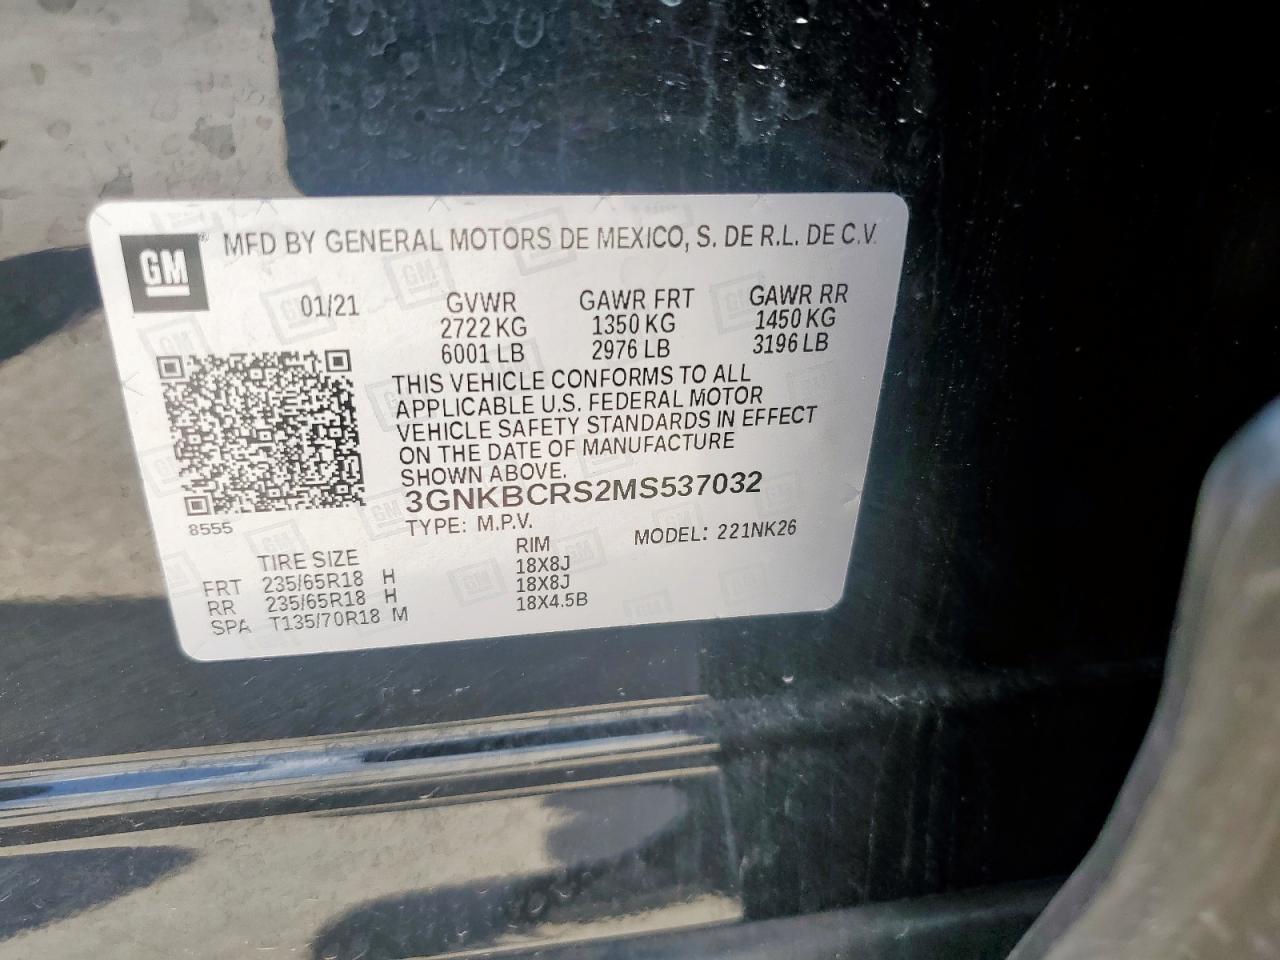 GM ® MFD BY GENERAL MOTORS DE MEXICO, S. DE R.L. DE C.V.
01/21 GVWR GAWR FRT GAWR RR
2722 KG 1350 KG 1450 KG
6001 LB 2976 LB 3196 LB
THIS VEHICLE CONFORMS TO ALL
APPLICABLE U.S. FEDERAL MOTOR
VEHICLE SAFETY STANDARDS IN EFFECT
ON THE DATE OF MANUFACTURE
SHOWN ABOVE.
3GNKBCRS2MS537032
8555 TYPE: M.P.V. MODEL: 221NK26
TIRE SIZE RIM
FRT 235/65R18 H 18X8J
RR 235/65R18 H 18X8J
SPA T135/70R18 M 18X4.5B